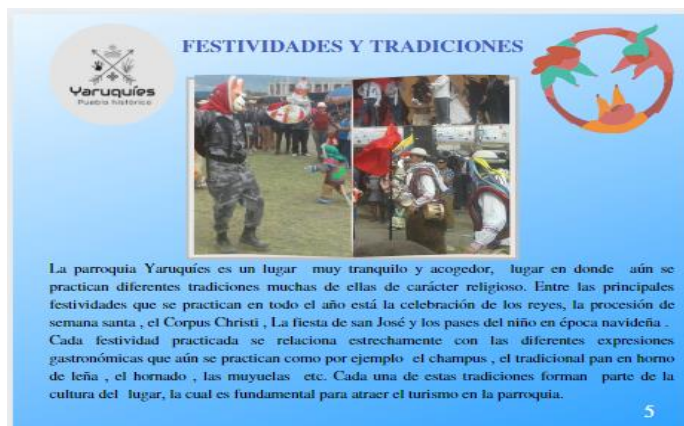 FESTIVIDADES Y TRADICIONES
Yaruquíes
Pueblo histórico
La parroquia Yaruquíes es un lugar muy tranquilo y acogedor, lugar en donde aún se
practican diferentes tradiciones muchas de ellas de carácter religioso. Entre las principales
festividades que se practican en todo el año está la celebración de los reyes, la procesión de
semana santa , el Corpus Christi , La fiesta de san José y los pases del niño en época navideña .
Cada festividad practicada se relaciona estrechamente con las diferentes expresiones
gastronómicas que aún se practican como por ejemplo el champus , el tradicional pan en horno
de leña , el hornado , las muyuelas etc. Cada una de estas tradiciones forman parte de la
cultura del lugar, la cual es fundamental para atraer el turismo en la parroquia.
5